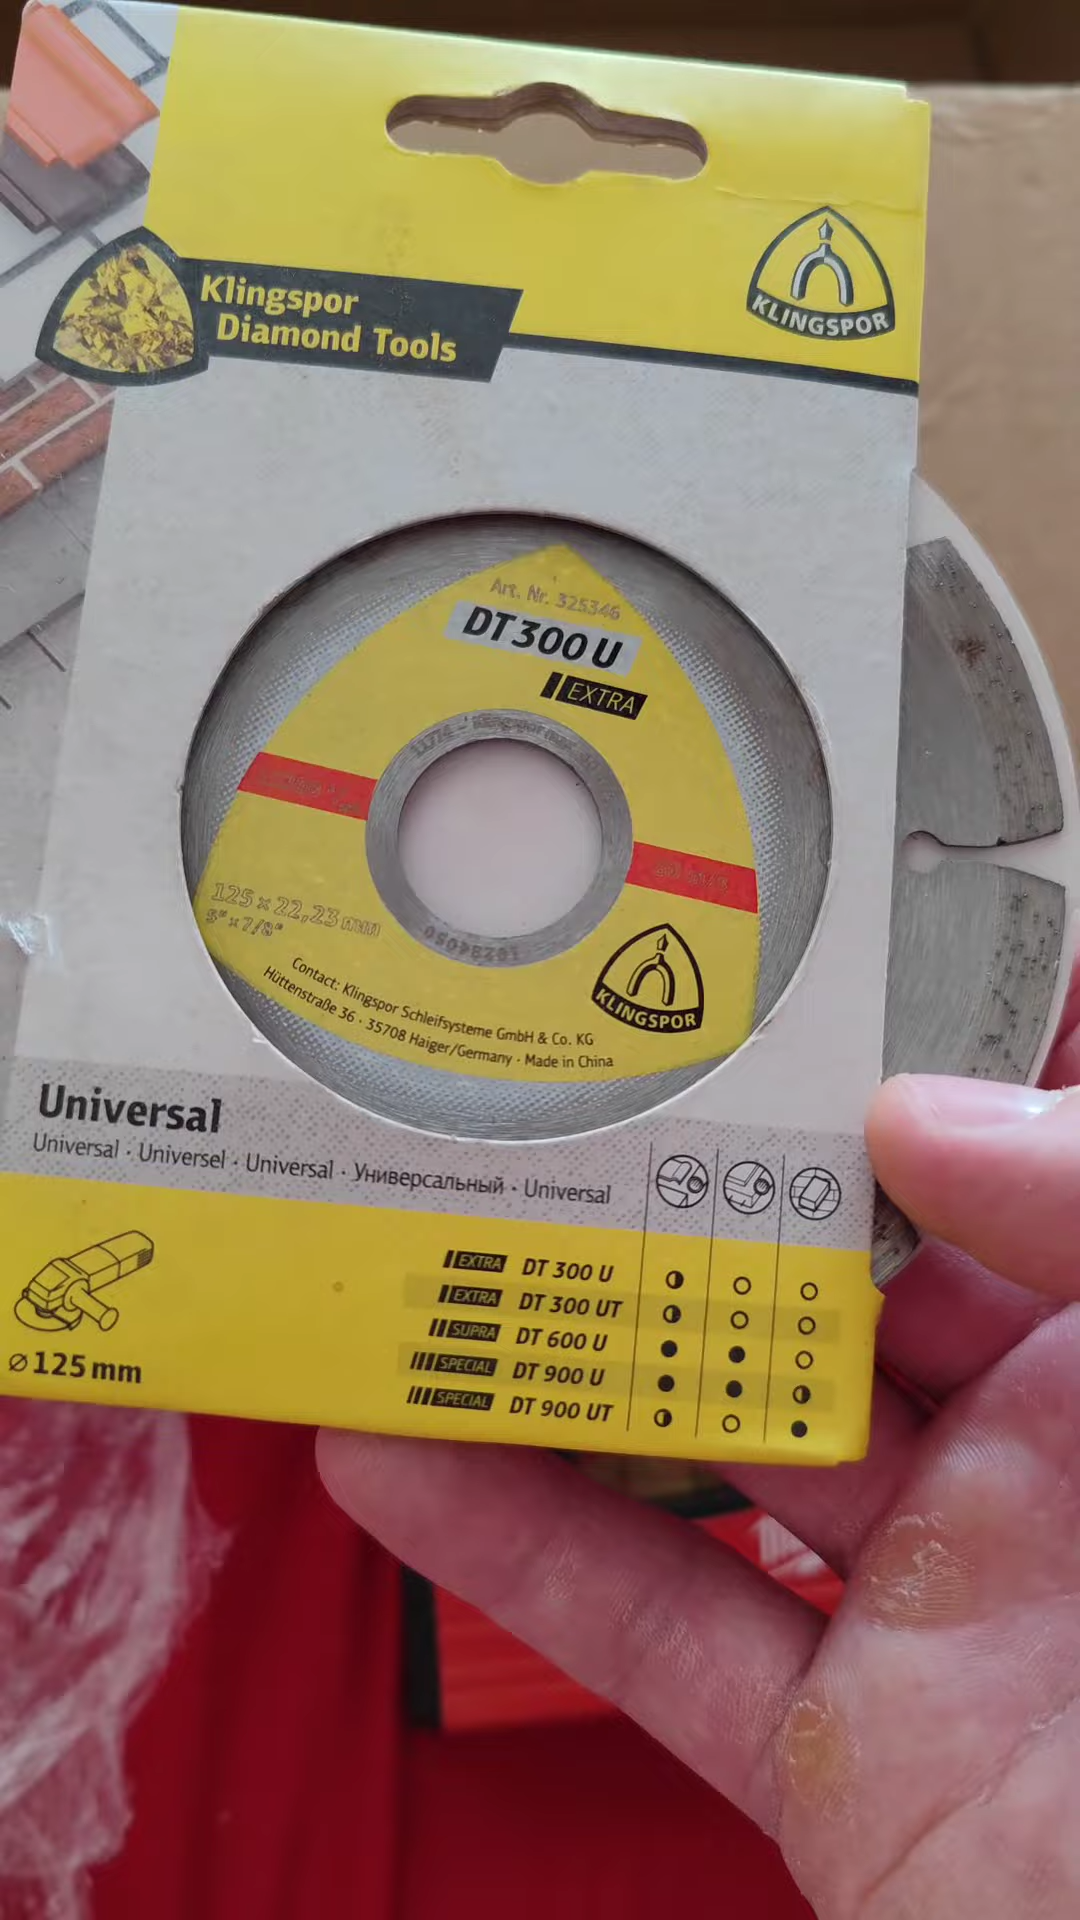 Klingspor
Diamond Tools
KLINGSPOR
Art. Nr. 325346
DT 300 U
EXTRA
125 x 22,23 mm
5" x 7/8"
KLINGSPOR
Contact: Klingspor Schleifsysteme GmbH & Co. KG
Hüttenstraße 36 · 35708 Haiger/Germany · Made in China
Universal
Universal · Universel · Universal · Универсальный · Universal
EXTRA DT 300 U
EXTRA DT 300 UT
SUPRA DT 600 U
SPECIAL DT 900 U
SPECIAL DT 900 UT
⌀ 125 mm